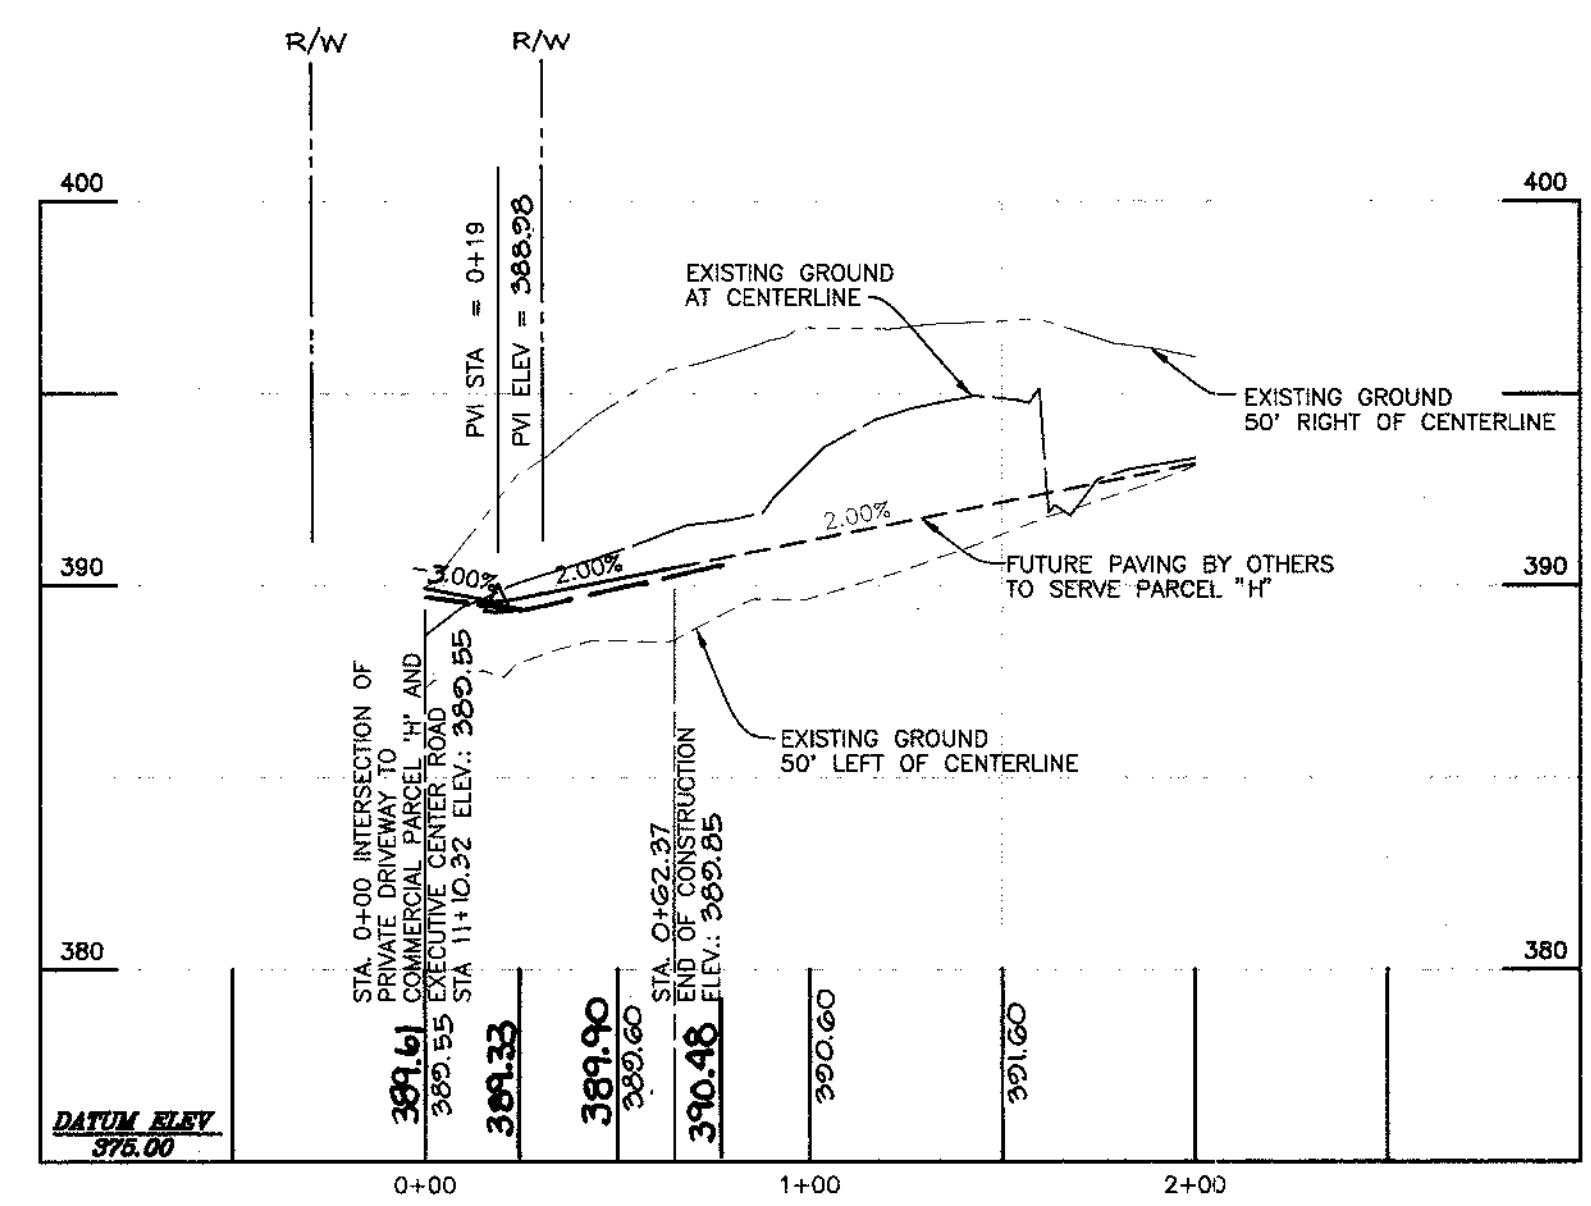 R/W
R/W
400
400
PVI STA = 0+19
PVI ELEV = 388.98
EXISTING GROUND
AT CENTERLINE
EXISTING GROUND
50' RIGHT OF CENTERLINE
2.00%
390
3.00%
2.00%
FUTURE PAVING BY OTHERS
TO SERVE PARCEL "H"
390
STA. 0+00 INTERSECTION OF
PRIVATE DRIVEWAY TO
COMMERCIAL PARCEL "H" AND
EXECUTIVE CENTER ROAD
STA 11+10.32 ELEV.: 389.55
EXISTING GROUND
50' LEFT OF CENTERLINE
STA. 0+62.37
END OF CONSTRUCTION
ELEV.: 389.85
380
380
389.61
389.55
389.33
389.90
389.60
390.48
390.60
391.60
DATUM ELEV
375.00
0+00
1+00
2+00